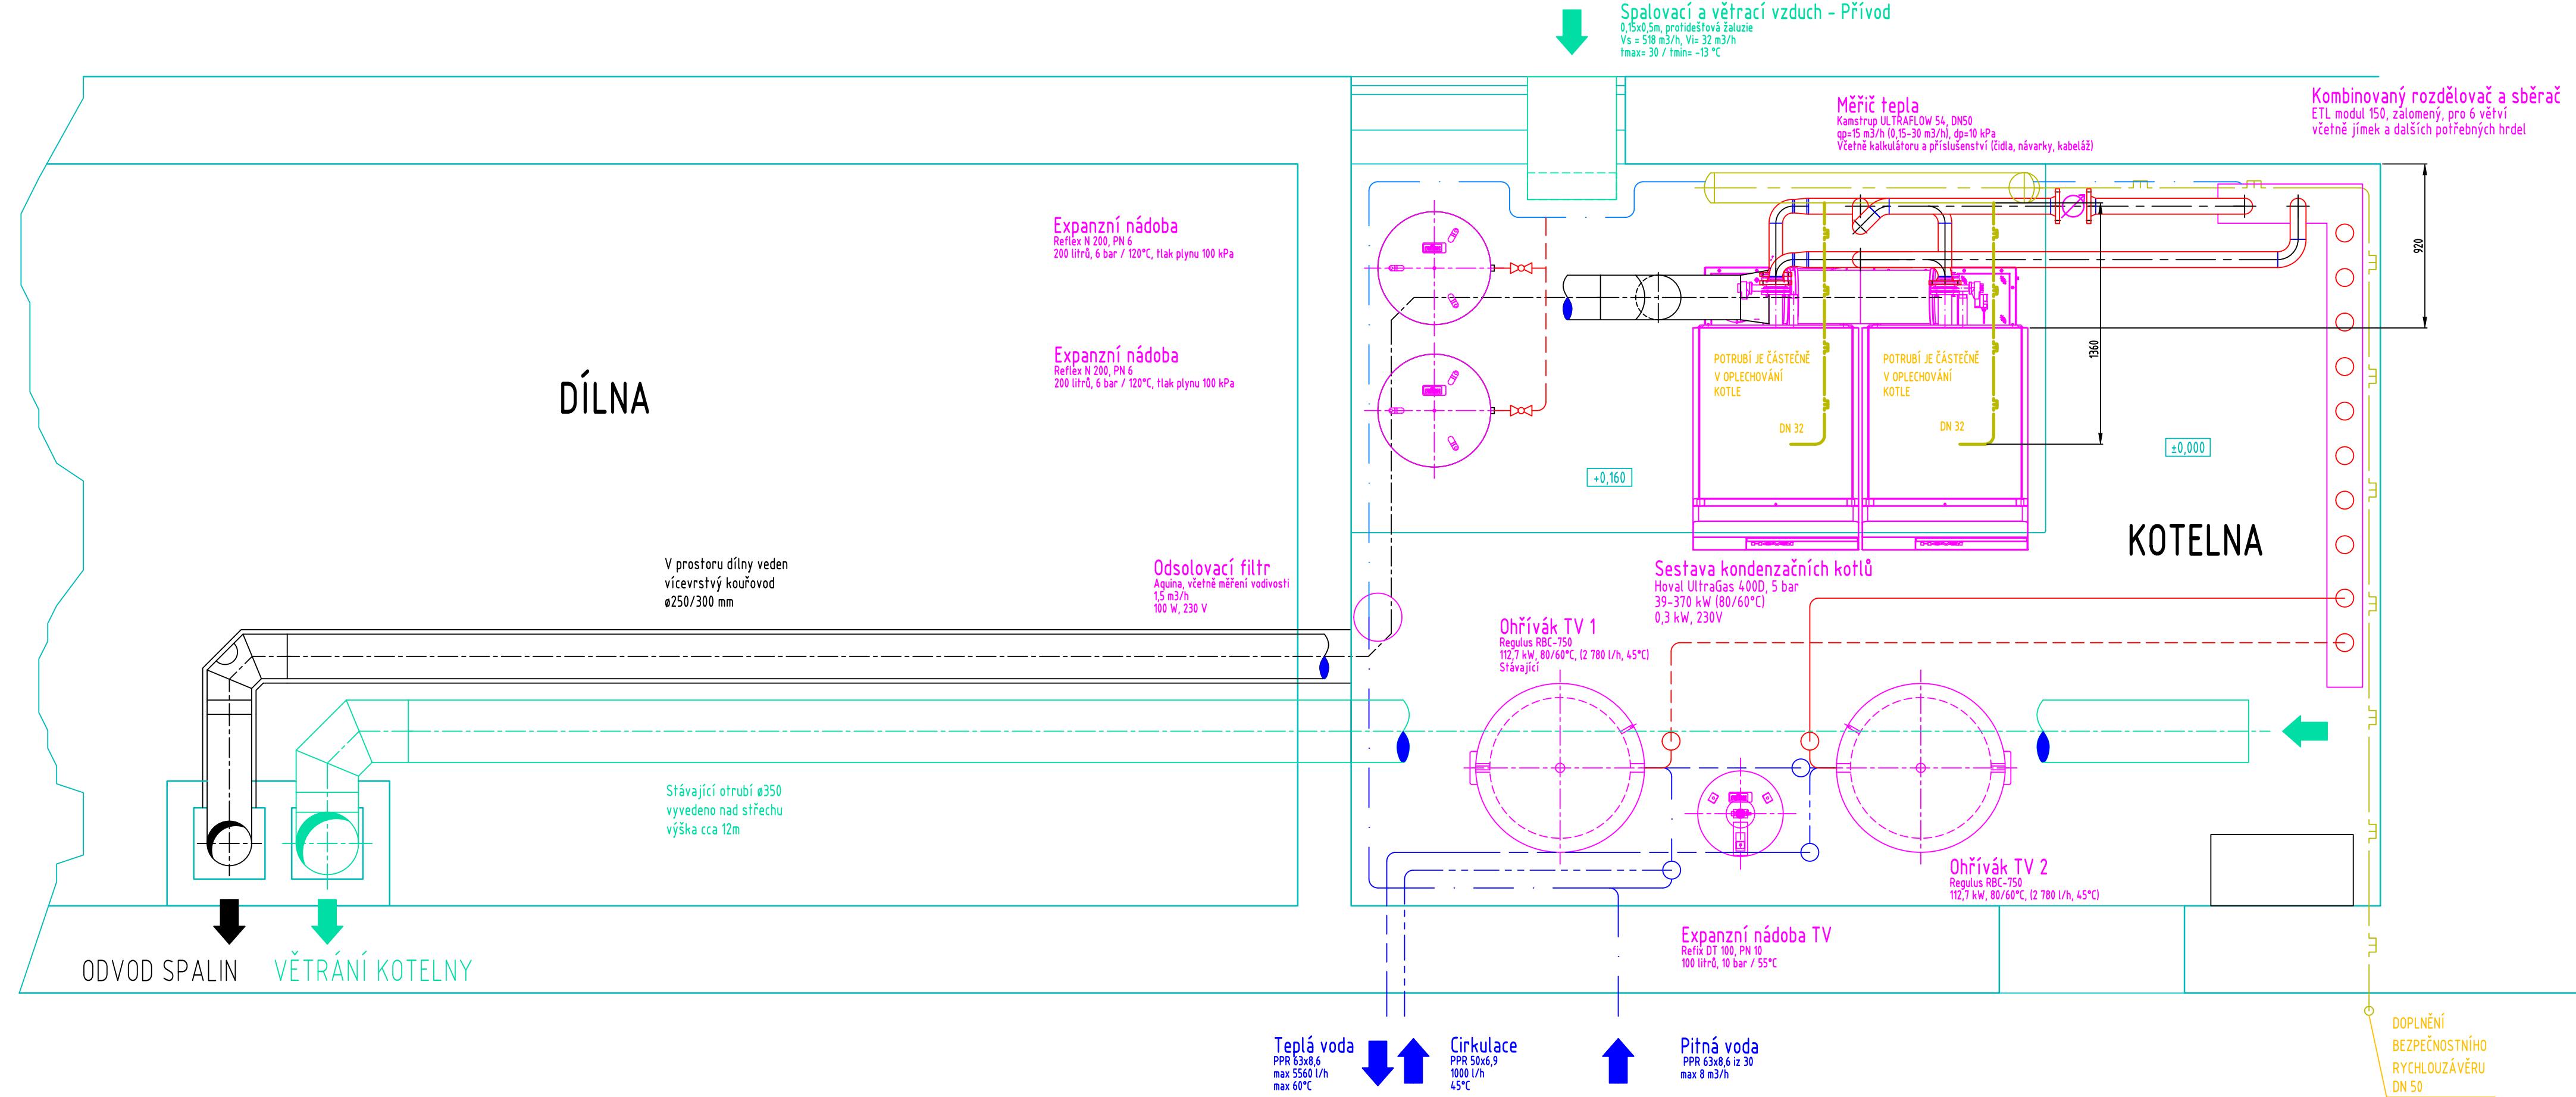 Spalovací a větrací vzduch - Přívod
0,15x0,5m, protidešťová žaluzie
Vs = 518 m3/h, Vi= 32 m3/h
tmax= 30 / tmin= -13 °C
Měřič tepla
Kamstrup ULTRAFLOW 54, DN50
qp=15 m3/h (0,15-30 m3/h), dp=10 kPa
Včetně kalkulátoru a příslušenství (čidla, návarky, kabeláž)
Kombinovaný rozdělovač a sběrač
ETL modul 150, zalomený, pro 6 větví
včetně jímek a dalších potřebných hrdel
Expanzní nádoba
Reflex N 200, PN 6
200 litrů, 6 bar / 120°C, tlak plynu 100 kPa
920
Expanzní nádoba
Reflex N 200, PN 6
200 litrů, 6 bar / 120°C, tlak plynu 100 kPa
1360
POTRUBÍ JE ČÁSTEČNĚ
V OPLECHOVÁNÍ
KOTLE
DN 32
POTRUBÍ JE ČÁSTEČNĚ
V OPLECHOVÁNÍ
KOTLE
DN 32
DÍLNA
+0,160
±0,000
KOTELNA
V prostoru dílny veden
vícevrstvý kouřovod
ø250/300 mm
Odsolovací filtr
Aquina, včetně měření vodivosti
1,5 m3/h
100 W, 230 V
Sestava kondenzačních kotlů
Hoval UltraGas 400D, 5 bar
39-370 kW (80/60°C)
0,3 kW, 230V
Ohřívák TV 1
Regulus RBC-750
112,7 kW, 80/60°C, (2 780 l/h, 45°C)
Stávající
Stávající otrubí ø350
vyvedeno nad střechu
výška cca 12m
Ohřívák TV 2
Regulus RBC-750
112,7 kW, 80/60°C, (2 780 l/h, 45°C)
Expanzní nádoba TV
Refix DT 100, PN 10
100 litrů, 10 bar / 55°C
ODVOD SPALIN
VĚTRÁNÍ KOTELNY
Teplá voda
PPR 63x8,6
max 5560 l/h
max 60°C
Cirkulace
PPR 50x6,9
1000 l/h
45°C
Pitná voda
PPR 63x8,6 iz 30
max 8 m3/h
DOPLNĚNÍ
BEZPEČNOSTNÍHO
RYCHLOUZÁVĚRU
DN 50